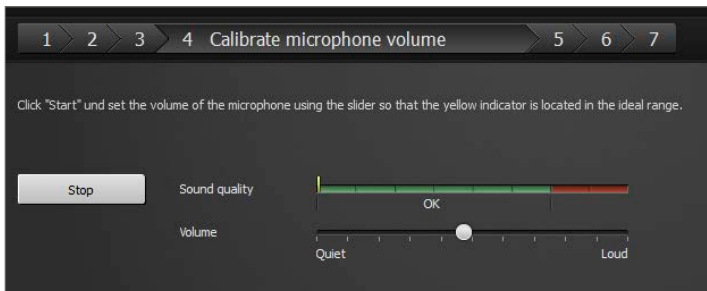 1 2 3 4 Calibrate microphone volume 5 6 7
Click "Start" und set the volume of the microphone using the slider so that the yellow indicator is located in the ideal range.
Stop Sound quality
OK
Volume
Quiet Loud